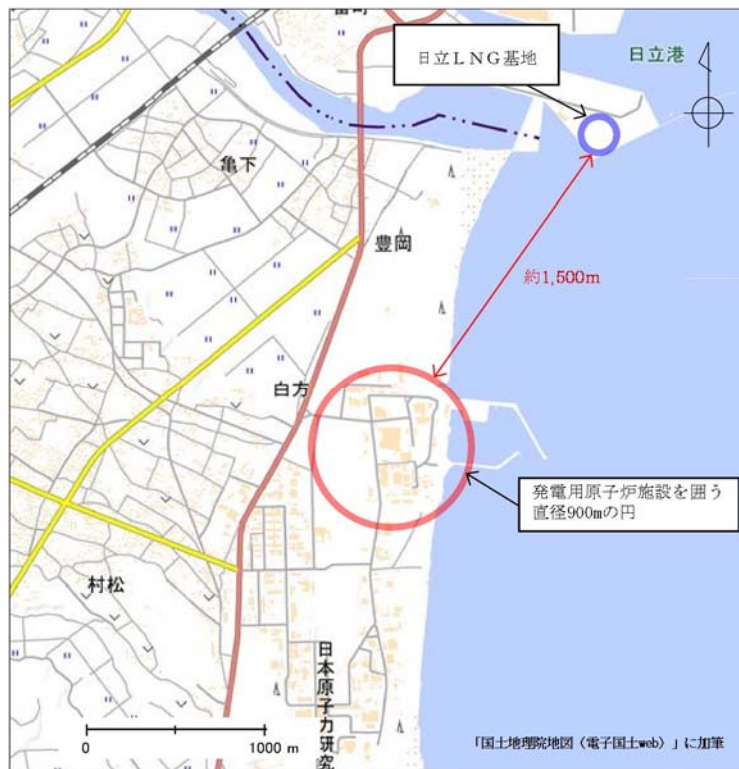 日立LNG基地
日立港
亀下
豊岡
約1,500m
白方
発電用原子炉施設を囲う
直径900mの円
村松
日本原子力研究
0
1000 m
「国土地理院地図(電子国土web)」に加筆